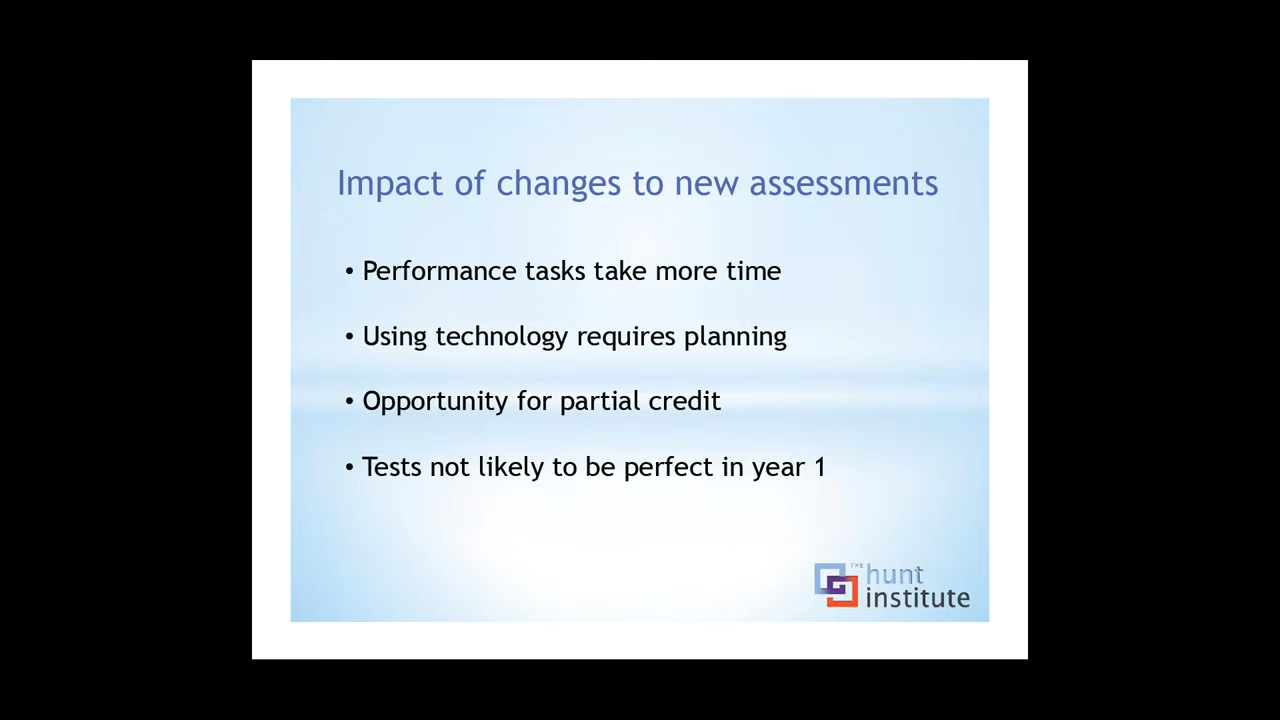 Impact of changes to new assessments
• Performance tasks take more time
• Using technology requires planning
• Opportunity for partial credit
• Tests not likely to be perfect in year 1
THE hunt
institute